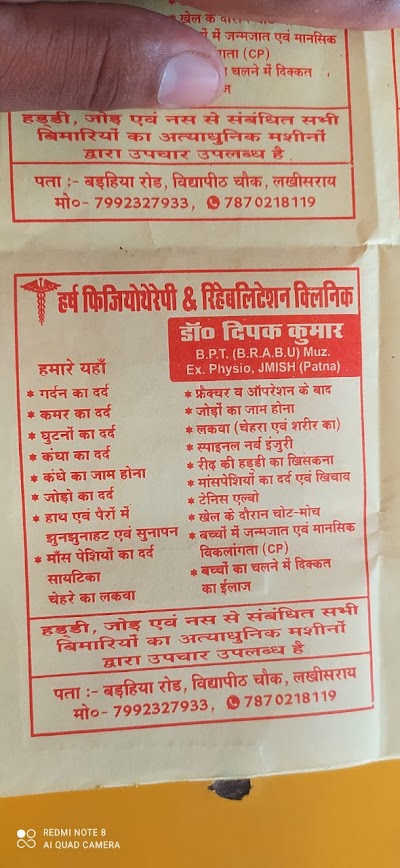 खेल के दौरान
में जन्मजात एवं मानसिक
(CP)
चलने में दिक्कत
हड्डी, जोड़ एवं नस से संबंधित सभी
बिमारियों का अत्याधुनिक मशीनों
द्वारा उपचार उपलब्ध है
पता :- बड़हिया रोड, विद्यापीठ चौक, लखीसराय
मो०- 7992327933, 7870218119
हर्ष फिजियोथेरेपी & रिहेबलिटेशन क्लिनिक
डॉ० दिपक कुमार
B.P.T. (B.R.A.B.U) Muz.
Ex. Physio, JMISH (Patna)
हमारे यहाँ
* गर्दन का दर्द
* कमर का दर्द
* घुटनों का दर्द
* कंधा का दर्द
* कंधे का जाम होना
* जोड़ो का दर्द
* हाथ एवं पैरों में
झुनझुनाहट एवं सुनापन
* माँस पेशियों का दर्द
सायटिका
चेहरे का लकवा
* फ्रैक्चर व ऑपरेशन के बाद
* जोड़ों का जाम होना
* लकवा (चेहरा एवं शरीर का)
* स्पाइनल नर्व इंजुरी
* रीढ़ की हड्डी का खिसकना
* मांसपेशियों का दर्द एवं खिचाव
* टेनिस एल्बो
* खेल के दौरान चोट-मोच
* बच्चों में जन्मजात एवं मानसिक
विकलांगता (CP)
* बच्चों का चलने में दिक्कत
का ईलाज
हड्डी, जोड़ एवं नस से संबंधित सभी
बिमारियों का अत्याधुनिक मशीनों
द्वारा उपचार उपलब्ध है
पता :- बड़हिया रोड, विद्यापीठ चौक, लखीसराय
मो०- 7992327933, 7870218119
REDMI NOTE 8
AI QUAD CAMERA